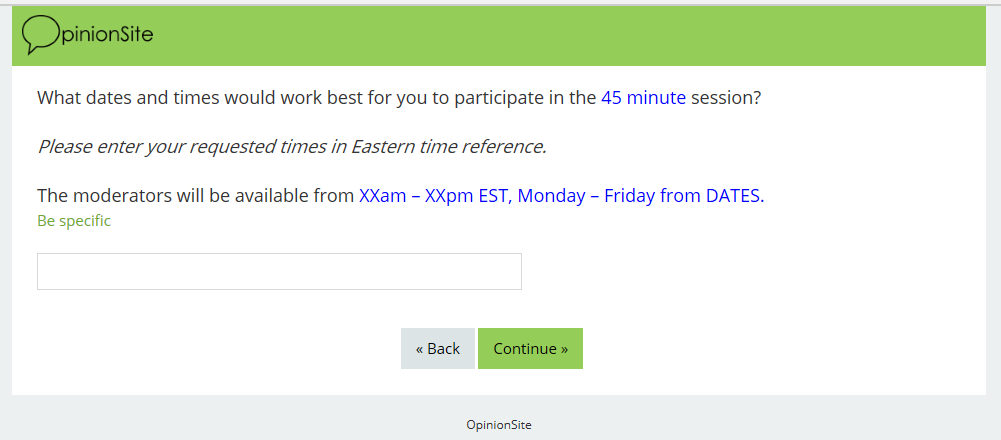 OpinionSite
What dates and times would work best for you to participate in the 45 minute session?
Please enter your requested times in Eastern time reference.
The moderators will be available from XXam – XXpm EST, Monday – Friday from DATES.
Be specific
« Back Continue »
OpinionSite